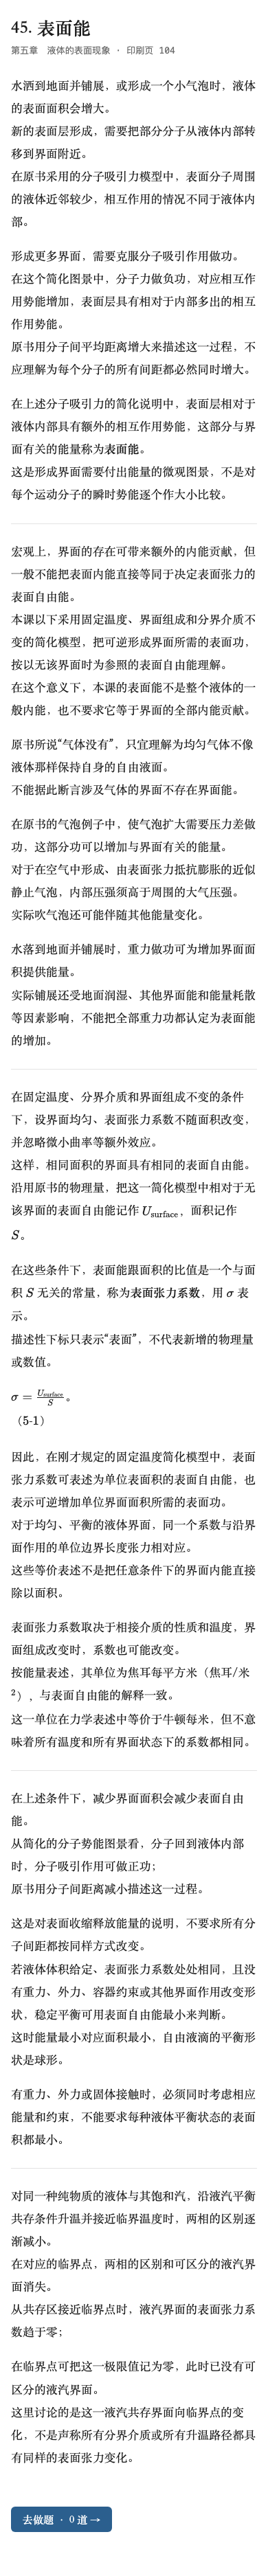 45. 表面能
第五章　液体的表面现象 · 印刷页 104
水洒到地面并铺展，或形成一个小气泡时，液体
的表面面积会增大。
新的表面层形成，需要把部分分子从液体内部转
移到界面附近。
在原书采用的分子吸引力模型中，表面分子周围
的液体近邻较少，相互作用的情况不同于液体内
部。
形成更多界面，需要克服分子吸引作用做功。
在这个简化图景中，分子力做负功，对应相互作
用势能增加，表面层具有相对于内部多出的相互
作用势能。
原书用分子间平均距离增大来描述这一过程，不
应理解为每个分子的所有间距都必然同时增大。
在上述分子吸引力的简化说明中，表面层相对于
液体内部具有额外的相互作用势能，这部分与界
面有关的能量称为表面能。
这是形成界面需要付出能量的微观图景，不是对
每个运动分子的瞬时势能逐个作大小比较。
宏观上，界面的存在可带来额外的内能贡献，但
一般不能把表面内能直接等同于决定表面张力的
表面自由能。
本课以下采用固定温度、界面组成和分界介质不
变的简化模型，把可逆形成界面所需的表面功，
按以无该界面时为参照的表面自由能理解。
在这个意义下，本课的表面能不是整个液体的一
般内能，也不要求它等于界面的全部内能贡献。
原书所说“气体没有”，只宜理解为均匀气体不像
液体那样保持自身的自由液面。
不能据此断言涉及气体的界面不存在界面能。
在原书的气泡例子中，使气泡扩大需要压力差做
功，这部分功可以增加与界面有关的能量。
对于在空气中形成、由表面张力抵抗膨胀的近似
静止气泡，内部压强须高于周围的大气压强。
实际吹气泡还可能伴随其他能量变化。
水落到地面并铺展时，重力做功可为增加界面面
积提供能量。
实际铺展还受地面润湿、其他界面能和能量耗散
等因素影响，不能把全部重力功都认定为表面能
的增加。
在固定温度、分界介质和界面组成不变的条件
下，设界面均匀、表面张力系数不随面积改变，
并忽略微小曲率等额外效应。
这样，相同面积的界面具有相同的表面自由能。
沿用原书的物理量，把这一简化模型中相对于无
该界面的表面自由能记作 U_surface，面积记作
S。
在这些条件下，表面能跟面积的比值是一个与面
积 S 无关的常量，称为表面张力系数，用 σ 表
示。
描述性下标只表示“表面”，不代表新增的物理量
或数值。
σ = U_surface/S。
（5-1）
因此，在刚才规定的固定温度简化模型中，表面
张力系数可表述为单位表面积的表面自由能，也
表示可逆增加单位界面面积所需的表面功。
对于均匀、平衡的液体界面，同一个系数与沿界
面作用的单位边界长度张力相对应。
这些等价表述不是把任意条件下的界面内能直接
除以面积。
表面张力系数取决于相接介质的性质和温度，界
面组成改变时，系数也可能改变。
按能量表述，其单位为焦耳每平方米（焦耳/米
²），与表面自由能的解释一致。
这一单位在力学表述中等价于牛顿每米，但不意
味着所有温度和所有界面状态下的系数都相同。
在上述条件下，减少界面面积会减少表面自由
能。
从简化的分子势能图景看，分子回到液体内部
时，分子吸引作用可做正功；
原书用分子间距离减小描述这一过程。
这是对表面收缩释放能量的说明，不要求所有分
子间距都按同样方式改变。
若液体体积给定、表面张力系数处处相同，且没
有重力、外力、容器约束或其他界面作用改变形
状，稳定平衡可用表面自由能最小来判断。
这时能量最小对应面积最小，自由液滴的平衡形
状是球形。
有重力、外力或固体接触时，必须同时考虑相应
能量和约束，不能要求每种液体平衡状态的表面
积都最小。
对同一种纯物质的液体与其饱和汽，沿液汽平衡
共存条件升温并接近临界温度时，两相的区别逐
渐减小。
在对应的临界点，两相的区别和可区分的液汽界
面消失。
从共存区接近临界点时，液汽界面的表面张力系
数趋于零；
在临界点可把这一极限值记为零，此时已没有可
区分的液汽界面。
这里讨论的是这一液汽共存界面向临界点的变
化，不是声称所有分界介质或所有升温路径都具
有同样的表面张力变化。
去做题 · 0 道 →